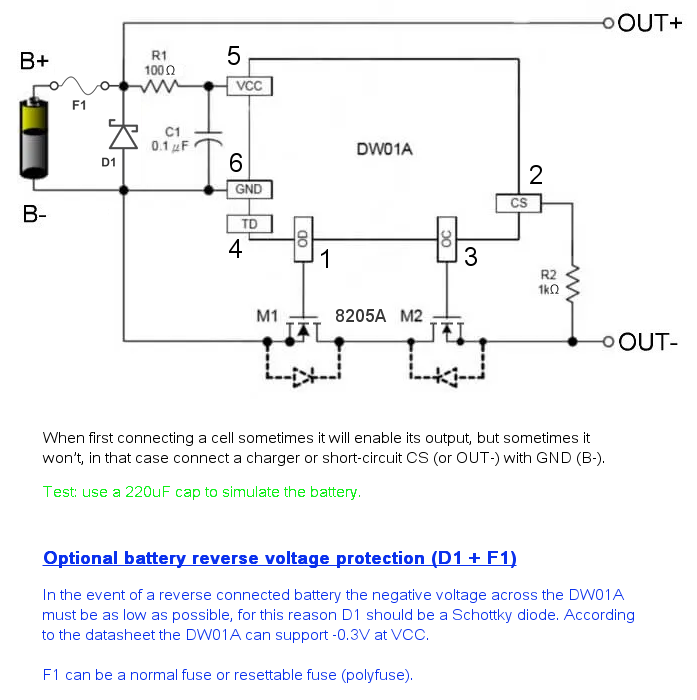 OUT+
B+
R1
100Ω
5
VCC
F1
D1
C1
0.1 µF
DW01A
6
GND
2
CS
B-
TD
4
OD
1
OC
3
R2
1kΩ
M1
8205A
M2
OUT-
When first connecting a cell sometimes it will enable its output, but sometimes it
won't, in that case connect a charger or short-circuit CS (or OUT-) with GND (B-).
Test: use a 220uF cap to simulate the battery.
Optional battery reverse voltage protection (D1 + F1)
In the event of a reverse connected battery the negative voltage across the DW01A
must be as low as possible, for this reason D1 should be a Schottky diode. According
to the datasheet the DW01A can support -0.3V at VCC.
F1 can be a normal fuse or resettable fuse (polyfuse).